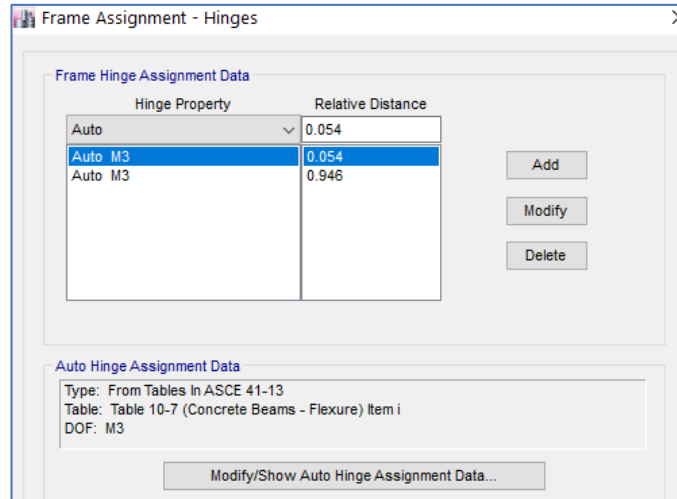 Frame Assignment - Hinges
Frame Hinge Assignment Data
Hinge Property Relative Distance
Auto 0.054
Auto M3 0.054
Auto M3 0.946
Add
Modify
Delete
Auto Hinge Assignment Data
Type: From Tables In ASCE 41-13
Table: Table 10-7 (Concrete Beams - Flexure) Item i
DOF: M3
Modify/Show Auto Hinge Assignment Data...